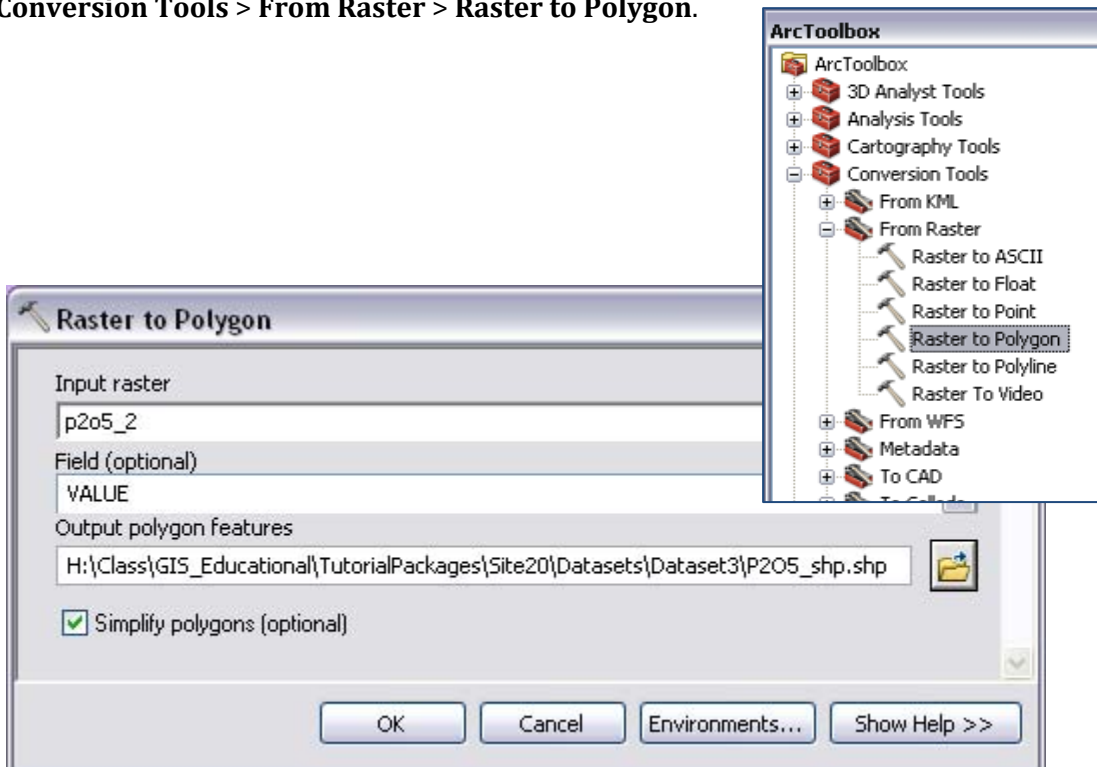 Conversion Tools > From Raster > Raster to Polygon.
ArcToolbox
ArcToolbox
3D Analyst Tools
Analysis Tools
Cartography Tools
Conversion Tools
From KML
From Raster
Raster to ASCII
Raster to Float
Raster to Point
Raster to Polygon
Raster to Polyline
Raster To Video
From WFS
Metadata
To CAD
Raster to Polygon
Input raster
p2o5_2
Field (optional)
VALUE
Output polygon features
H:\Class\GIS_Educational\TutorialPackages\Site20\Datasets\Dataset3\P2O5_shp.shp
Simplify polygons (optional)
OK
Cancel
Environments...
Show Help >>